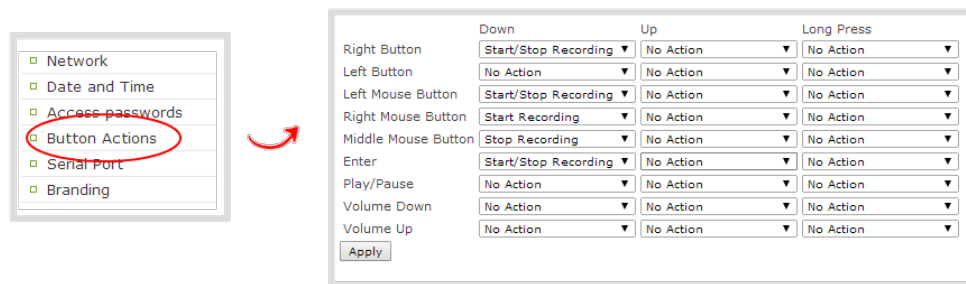 Network
Date and Time
Access passwords
Button Actions
Serial Port
Branding
Down Up Long Press
Right Button Start/Stop Recording No Action No Action
Left Button No Action No Action No Action
Left Mouse Button Start/Stop Recording No Action No Action
Right Mouse Button Start Recording No Action No Action
Middle Mouse Button Stop Recording No Action No Action
Enter Start/Stop Recording No Action No Action
Play/Pause No Action No Action No Action
Volume Down No Action No Action No Action
Volume Up No Action No Action No Action
Apply